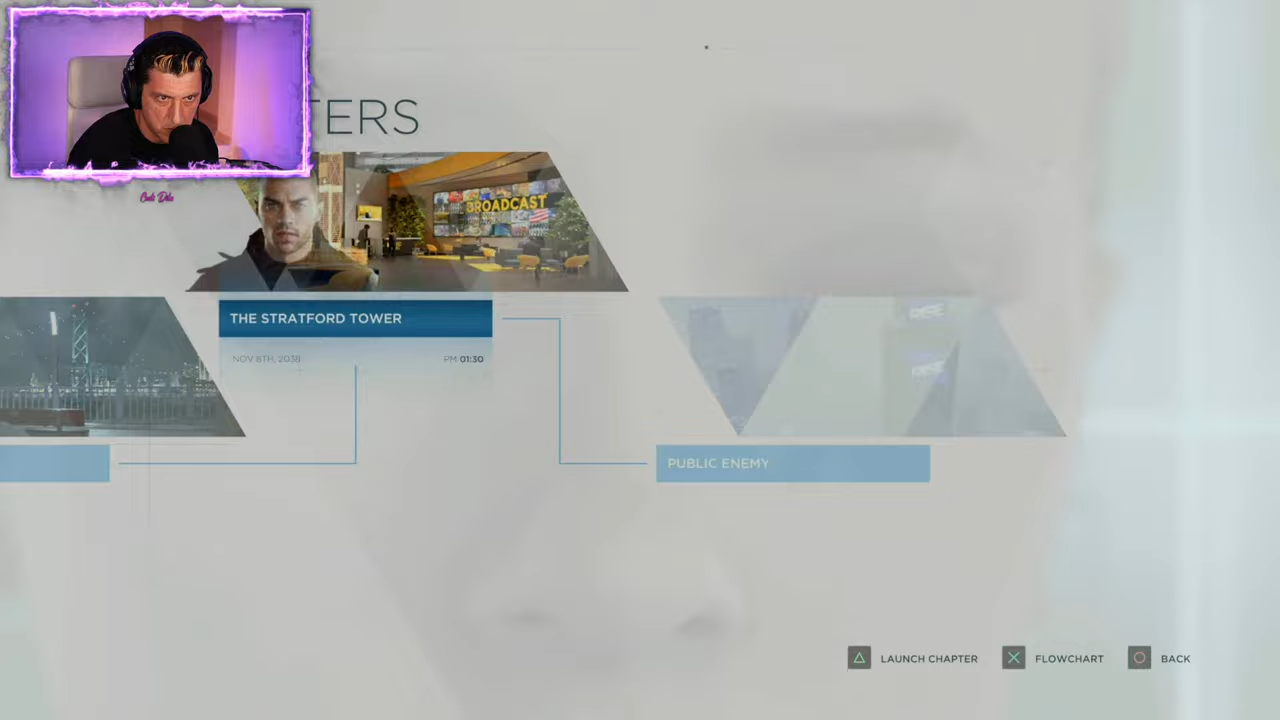 TERS
BROADCAST
THE STRATFORD TOWER
NOV 8TH, 2038 PM 01:30
PUBLIC ENEMY
LAUNCH CHAPTER FLOWCHART BACK